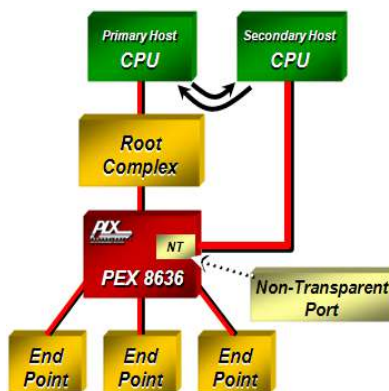 Primary Host
CPU
Secondary Host
CPU
Root
Complex
PLX
NT
PEX 8636
Non-Transparent
Port
End
Point
End
Point
End
Point